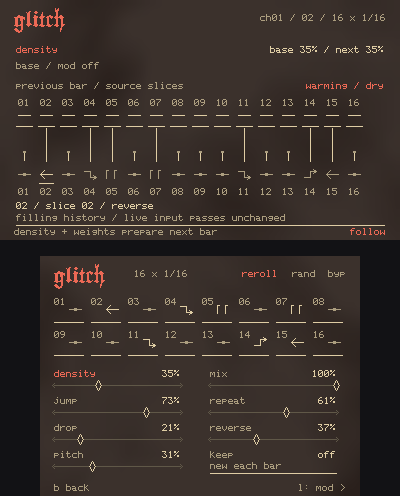 glitch
ch01 / 02 / 16 x 1/16
density
base 35% / next 35%
base / mod off
previous bar / source slices
warming / dry
01 02 03 04 05 06 07 08 09 10 11 12 13 14 15 16
01 02 03 04 05 06 07 08 09 10 11 12 13 14 15 16
02 / slice 02 / reverse
filling history / live input passes unchanged
density + weights prepare next bar
follow
glitch
16 x 1/16
reroll rand byp
01 02 03 04 05 06 07 08
09 10 11 12 13 14 15 16
density 35%
mix 100%
jump 73%
repeat 61%
drop 21%
reverse 37%
pitch 31%
keep off
new each bar
b back
l: mod >